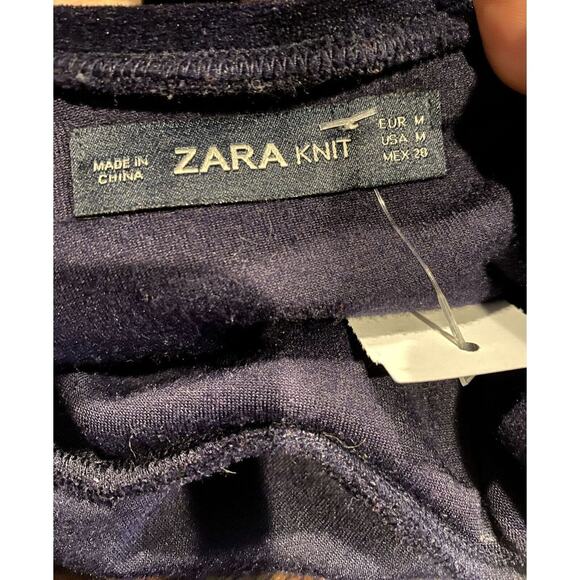 MADE IN
CHINA
ZARA KNIT
EUR M
USA M
MEX 28